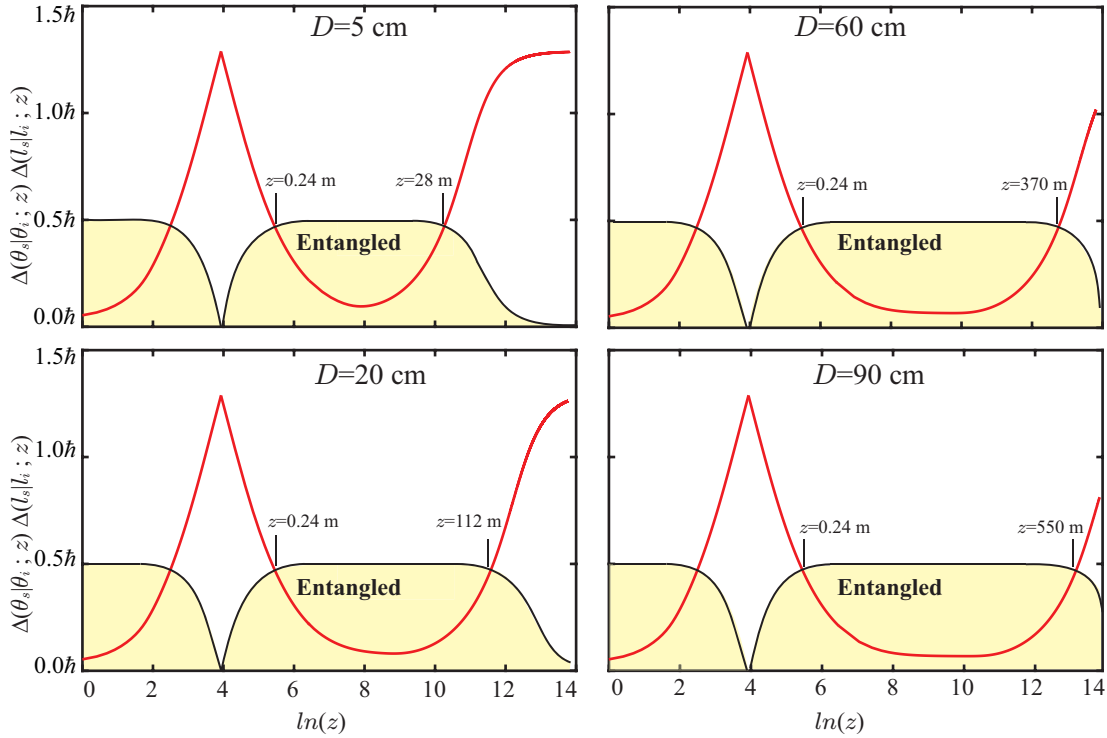 D=5 cm
1.5ħ
1.0ħ
0.5ħ
0.0ħ
Δ(θₛ|θᵢ ; z) Δ(lₛ|lᵢ ; z)
z=0.24 m
z=28 m
Entangled
D=60 cm
z=0.24 m
z=370 m
Entangled
D=20 cm
1.5ħ
1.0ħ
0.5ħ
0.0ħ
Δ(θₛ|θᵢ ; z) Δ(lₛ|lᵢ ; z)
z=0.24 m
z=112 m
Entangled
0 2 4 6 8 10 12 14
ln(z)
D=90 cm
z=0.24 m
z=550 m
Entangled
0 2 4 6 8 10 12 14
ln(z)